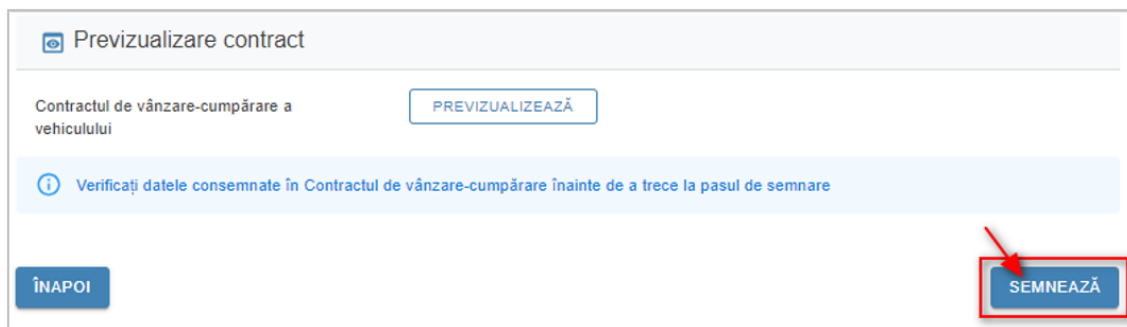 Previzualizare contract
Contractul de vânzare-cumpărare a
vehiculului
PREVIZUALIZEAZĂ
Verificați datele consemnate în Contractul de vânzare-cumpărare înainte de a trece la pasul de semnare
ÎNAPOI
SEMNEAZĂ